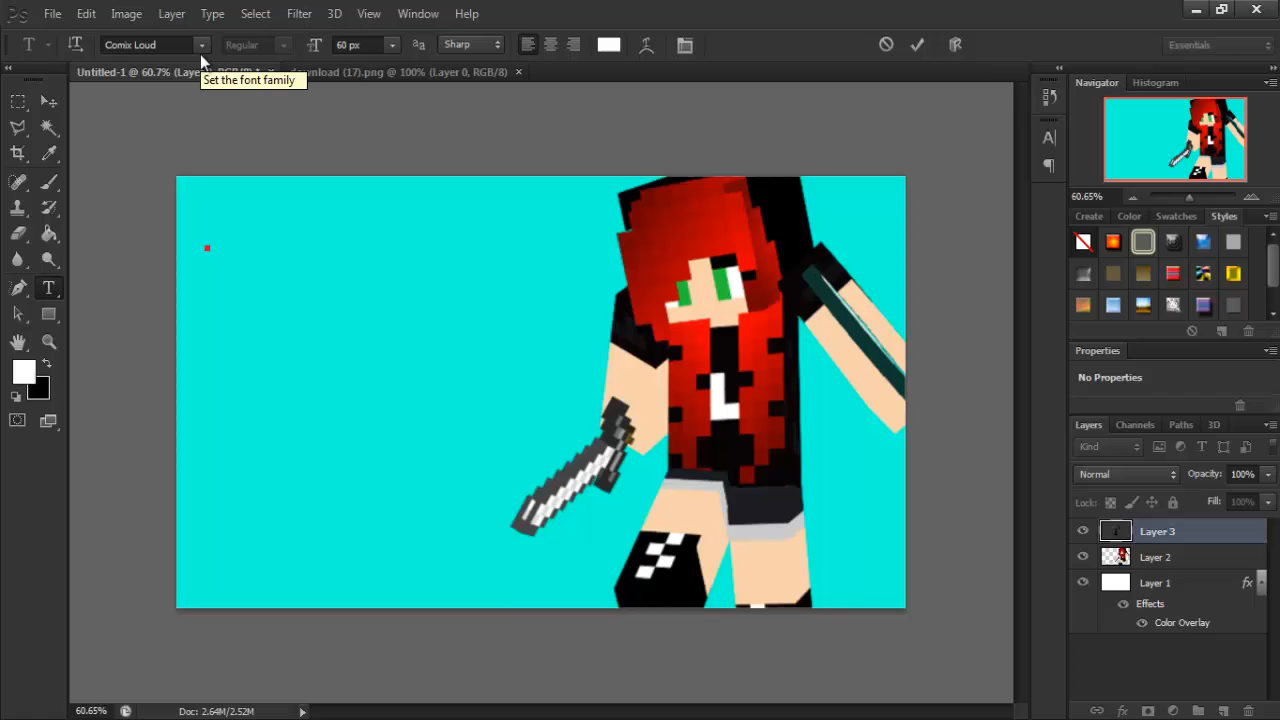 Ps File Edit Image Layer Type Select Filter 3D View Window Help
T Comix Loud Regular 60 px Sharp Essentials
Untitled-1 @ 60.7% (Laye download (17).png @ 100% (Layer 0, RGB/8) ×
Set the font family
Navigator Histogram
60.65%
Create Color Swatches Styles
Properties
No Properties
Layers Channels Paths 3D
Kind
Normal Opacity: 100%
Lock: Fill: 100%
Layer 3
Layer 2
Layer 1 fx
Effects
Color Overlay
60.65% Doc: 2.64M/2.52M